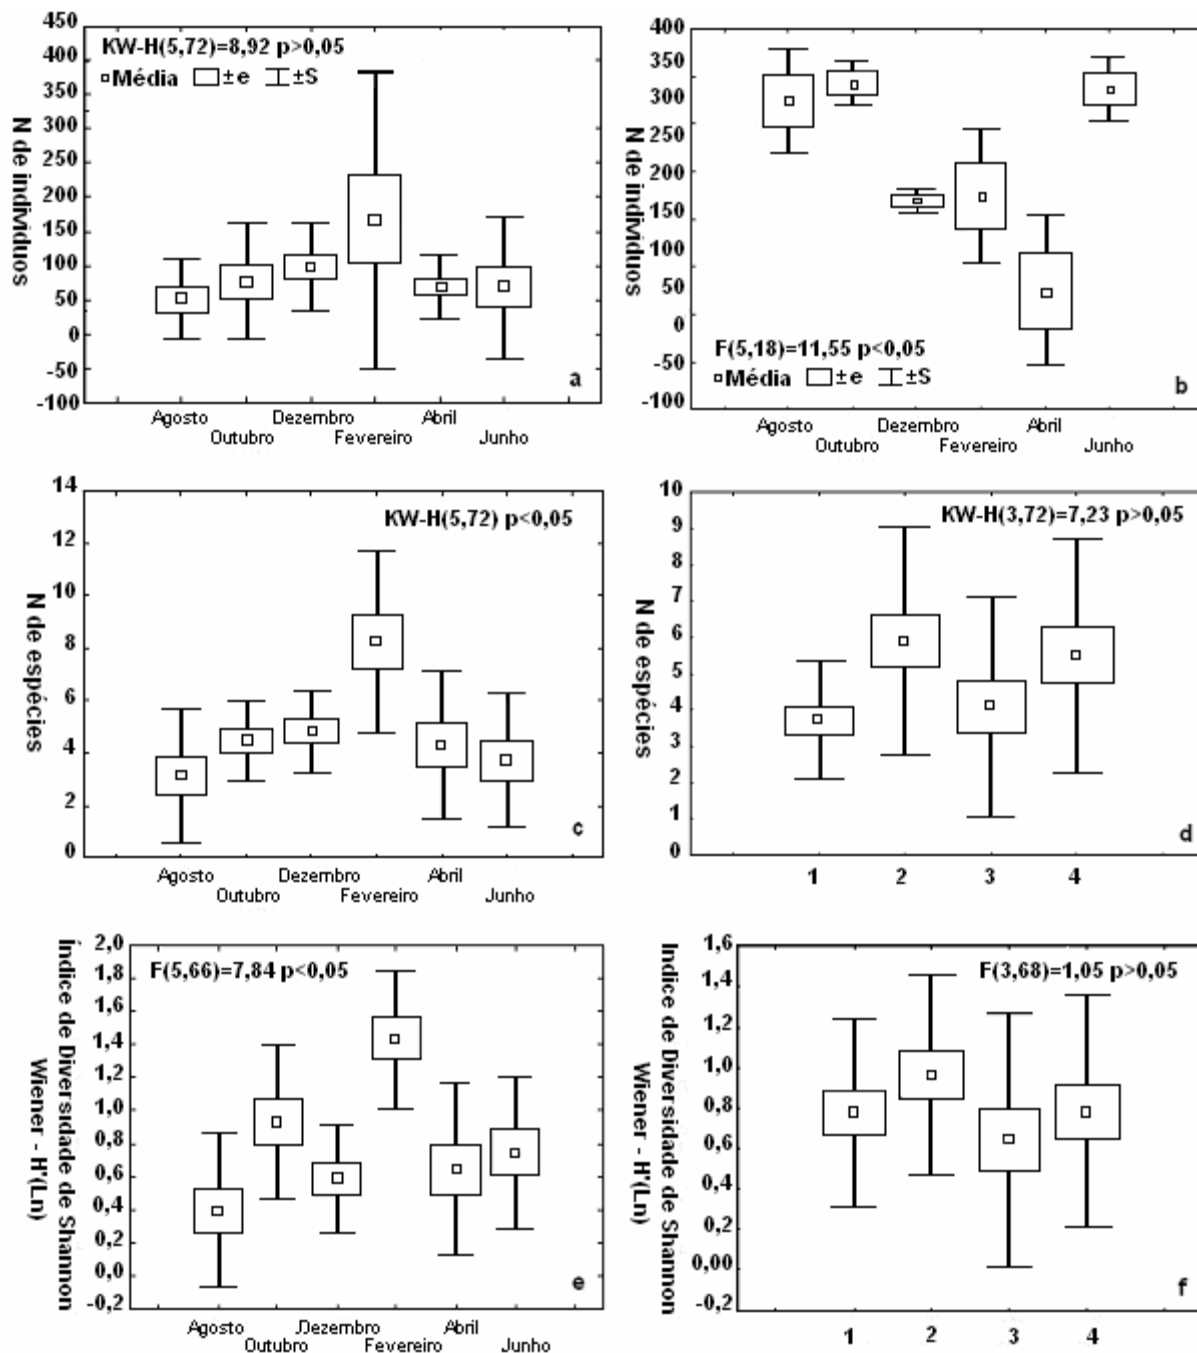 450
400
350
300
250
200
150
100
50
0
-50
-100
N de individuos
KW-H(5,72)=8,92 p>0,05
Média ±e ±S
a
Agosto Outubro Dezembro Fevereiro Abril Junho
400
350
300
250
200
150
100
50
0
-50
-100
N de individuos
F(5,18)=11,55 p<0,05
Média ±e ±S
b
Agosto Outubro Dezembro Fevereiro Abril Junho
14
12
10
8
6
4
2
0
N de espécies
KW-H(5,72) p<0,05
c
Agosto Outubro Dezembro Fevereiro Abril Junho
10
9
8
7
6
5
4
3
2
1
0
N de espécies
KW-H(3,72)=7,23 p>0,05
d
1 2 3 4
2,0
1,8
1,6
1,4
1,2
1,0
0,8
0,6
0,4
0,2
0,0
-0,2
Índice de Diversidade de Shannon
Wiener - H'(Ln)
F(5,66)=7,84 p<0,05
e
Agosto Outubro Dezembro Fevereiro Abril Junho
1,6
1,4
1,2
1,0
0,8
0,6
0,4
0,2
0,00
-0,2
Indice de Diversidade de Shannon
Wiener - H'(Ln)
F(3,68)=1,05 p>0,05
f
1 2 3 4